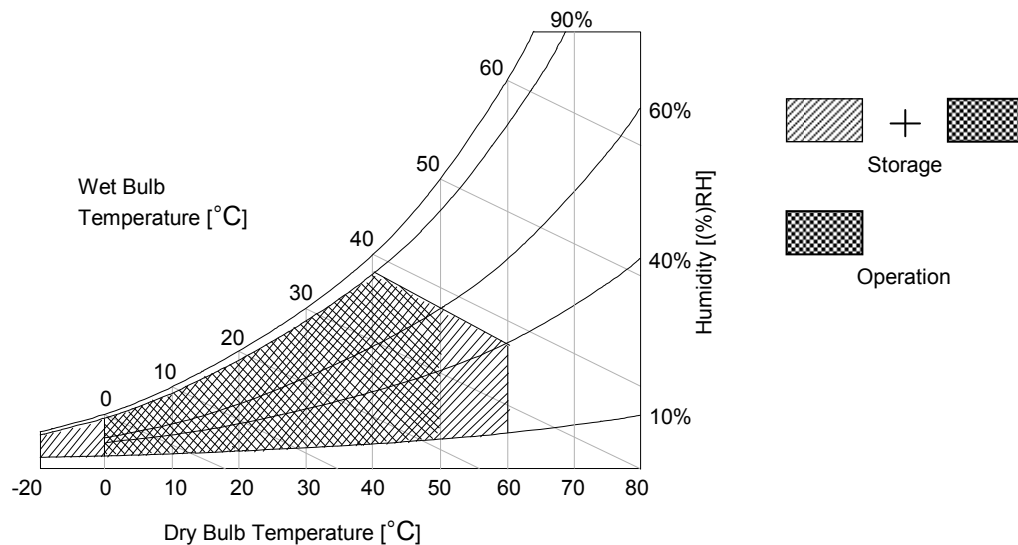 90%
60
60%
50
Wet Bulb
Temperature [°C]
40
40%
30
20
10
0
10%
-20 0 10 20 30 40 50 60 70 80
Dry Bulb Temperature [°C]
Humidity [(%)RH]
+
Storage
Operation